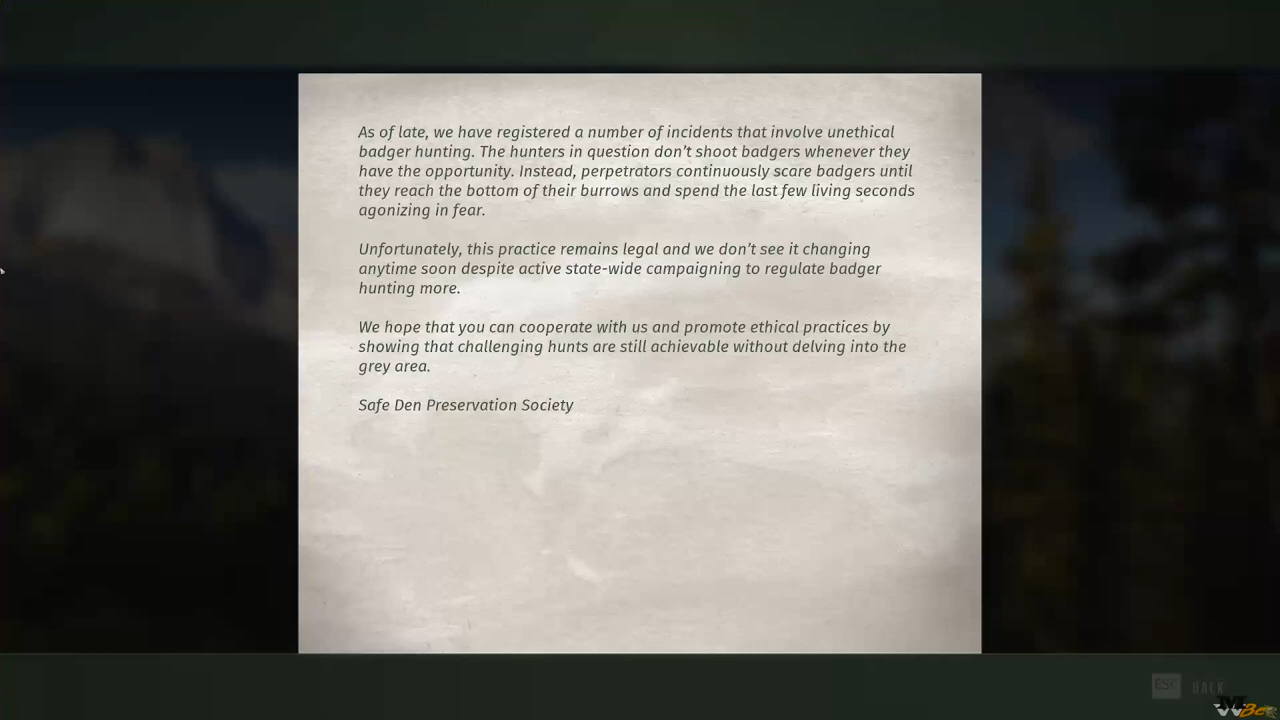 As of late, we have registered a number of incidents that involve unethical
badger hunting. The hunters in question don't shoot badgers whenever they
have the opportunity. Instead, perpetrators continuously scare badgers until
they reach the bottom of their burrows and spend the last few living seconds
agonizing in fear.
Unfortunately, this practice remains legal and we don't see it changing
anytime soon despite active state-wide campaigning to regulate badger
hunting more.
We hope that you can cooperate with us and promote ethical practices by
showing that challenging hunts are still achievable without delving into the
grey area.
Safe Den Preservation Society
ESC BACK